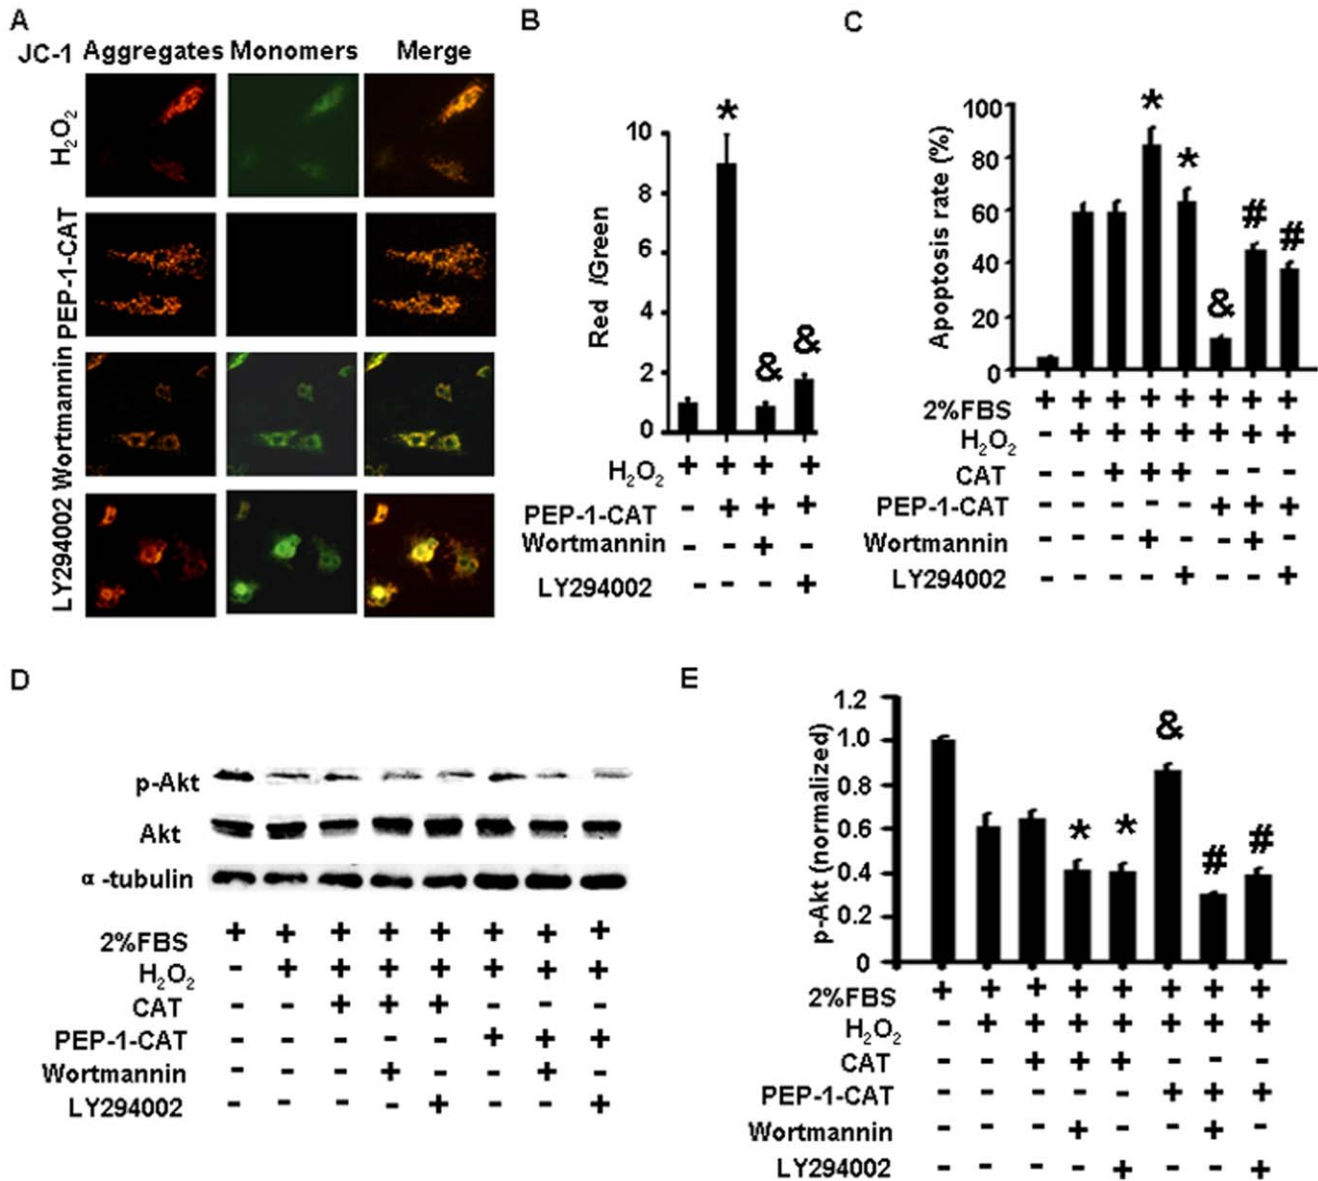 A
JC-1 Aggregates Monomers Merge
H₂O₂
PEP-1-CAT
Wortmannin
LY294002
B
Red /Green
10
8
6
4
2
0
*
&
&
H₂O₂ + + + +
PEP-1-CAT - + + +
Wortmannin - - + -
LY294002 - - - +
C
Apoptosis rate (%)
100
80
60
40
20
0
*
*
&
#
#
2%FBS + + + + + + + +
H₂O₂ - + + + + + + +
CAT - - + + + - - -
PEP-1-CAT - - - - - + + +
Wortmannin - - - + - - + -
LY294002 - - - - + - - +
D
p-Akt
Akt
α-tubulin
2%FBS + + + + + + + +
H₂O₂ - + + + + + + +
CAT - - + + + - - -
PEP-1-CAT - - - - - + + +
Wortmannin - - - + - - + -
LY294002 - - - - + - - +
E
p-Akt (normalized)
1.2
1.0
0.8
0.6
0.4
0.2
0
*
*
&
#
#
2%FBS + + + + + + + +
H₂O₂ - + + + + + + +
CAT - - + + + - - -
PEP-1-CAT - - - - - + + +
Wortmannin - - - + - - + -
LY294002 - - - - + - - +